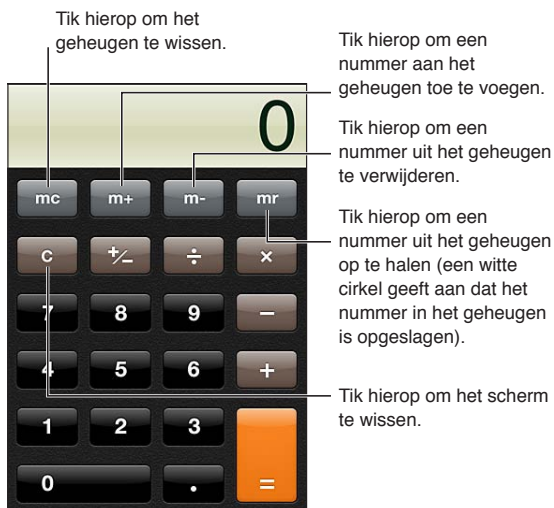 Tik hierop om het
geheugen te wissen.
Tik hierop om een
nummer aan het
geheugen toe te voegen.
Tik hierop om een
nummer uit het geheugen
te verwijderen.
Tik hierop om een
nummer uit het geheugen
op te halen (een witte
cirkel geeft aan dat het
nummer in het geheugen
is opgeslagen).
Tik hierop om het scherm
te wissen.
0
mc m+ m- mr
C +/− ÷ ×
7 8 9 −
4 5 6 +
1 2 3
0 . =